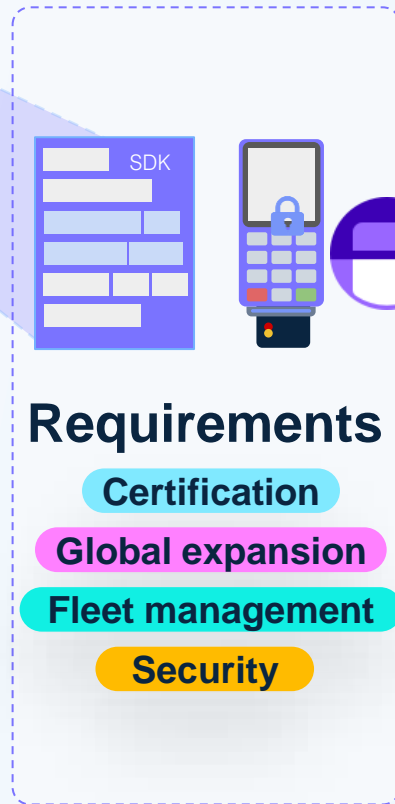 SDK
Requirements
Certification
Global expansion
Fleet management
Security